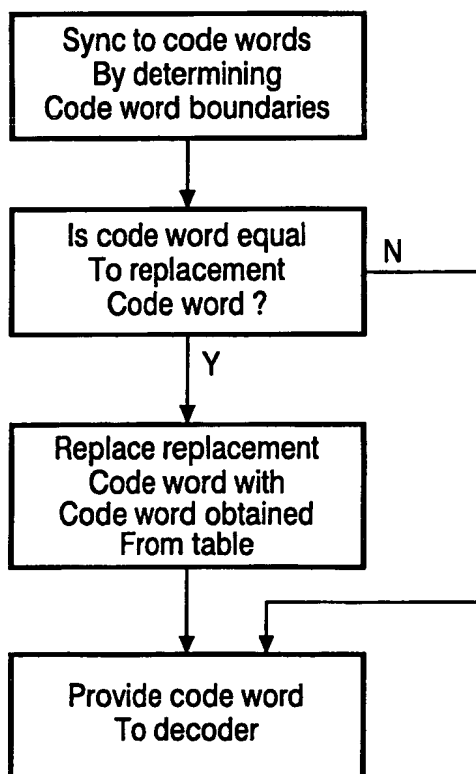 Sync to code words
By determining
Code word boundaries
Is code word equal
To replacement
Code word ?
N
Y
Replace replacement
Code word with
Code word obtained
From table
Provide code word
To decoder